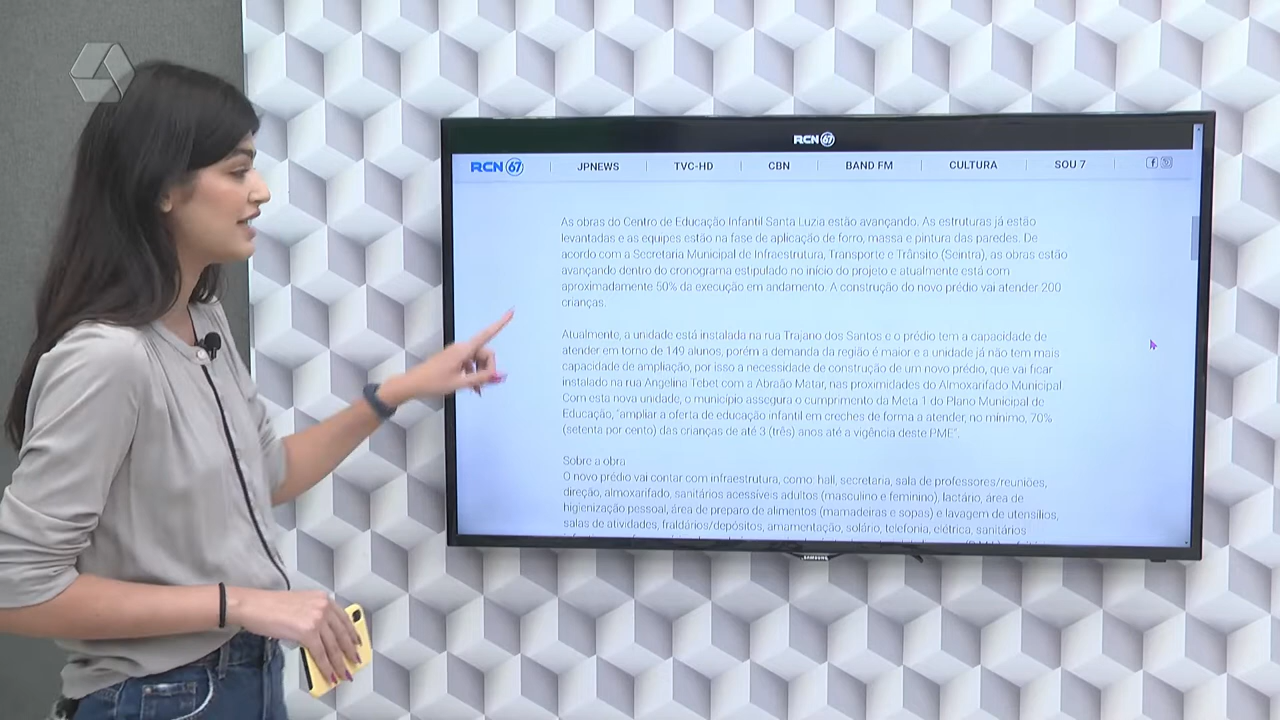 RCN 67
RCN 67
JPNEWS
TVC-HD
CBN
BAND FM
CULTURA
SOU 7
As obras do Centro de Educação Infantil Santa Luzia estão avançando. As estruturas já estão
levantadas e as equipes estão na fase de aplicação de forro, massa e pintura das paredes. De
acordo com a Secretaria Municipal de Infraestrutura, Transporte e Trânsito (Seintra), as obras estão
avançando dentro do cronograma estipulado no início do projeto e atualmente está com
aproximadamente 50% da execução em andamento. A construção do novo prédio vai atender 200
crianças.
Atualmente, a unidade está instalada na rua Trajano dos Santos e o prédio tem a capacidade de
atender em torno de 149 alunos, porém a demanda da região é maior e a unidade já não tem mais
capacidade de ampliação, por isso a necessidade de construção de um novo prédio, que vai ficar
instalado na rua Angelina Tebet com a Abraão Matar, nas proximidades do Almoxarifado Municipal
Com esta nova unidade, o município assegura o cumprimento da Meta 1 do Plano Municipal de
Educação, "ampliar a oferta de educação infantil em creches de forma a atender, no mínimo, 70%
(setenta por cento) das crianças de até 3 (três) anos até a vigência deste PME".
Sobre a obra
O novo prédio vai contar com infraestrutura, como: hall, secretaria, sala de professores/reuniões,
direção, almoxarifado, sanitários acessíveis adultos (masculino e feminino), lactário, área de
higienização pessoal, área de preparo de alimentos (mamadeiras e sopas) e lavagem de utensílios,
salas de atividades, fraldários/depósitos, amamentação, solário, telefonia, elétrica, sanitários
SAMSUNG